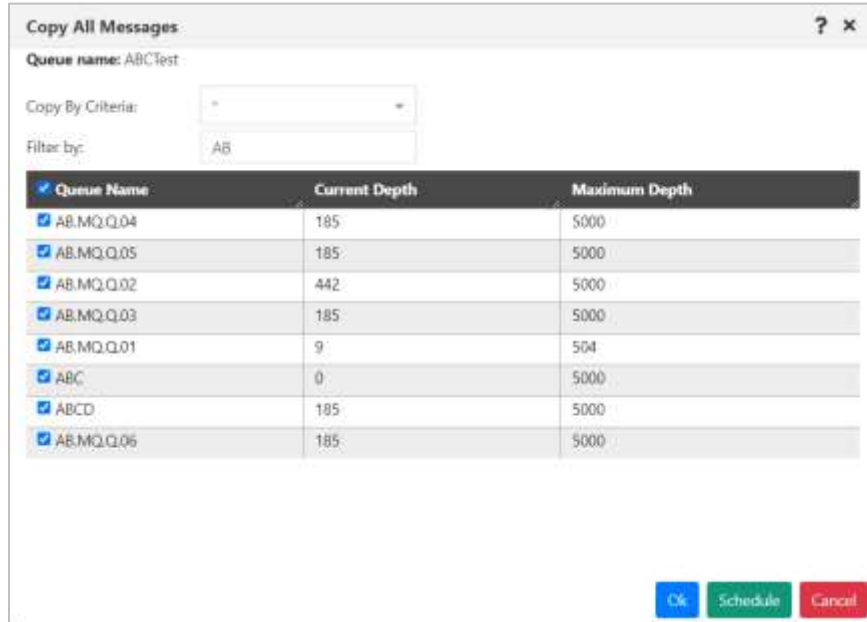 Copy All Messages ? ×
Queue name: ABCTest
Copy By Criteria: *
Filter by: AB
Queue Name Current Depth Maximum Depth
AB.MQ.Q.04 185 5000
AB.MQ.Q.05 185 5000
AB.MQ.Q.02 442 5000
AB.MQ.Q.03 185 5000
AB.MQ.Q.01 9 504
ABC 0 5000
ABCD 185 5000
AB.MQ.Q.06 185 5000
Ok Schedule Cancel